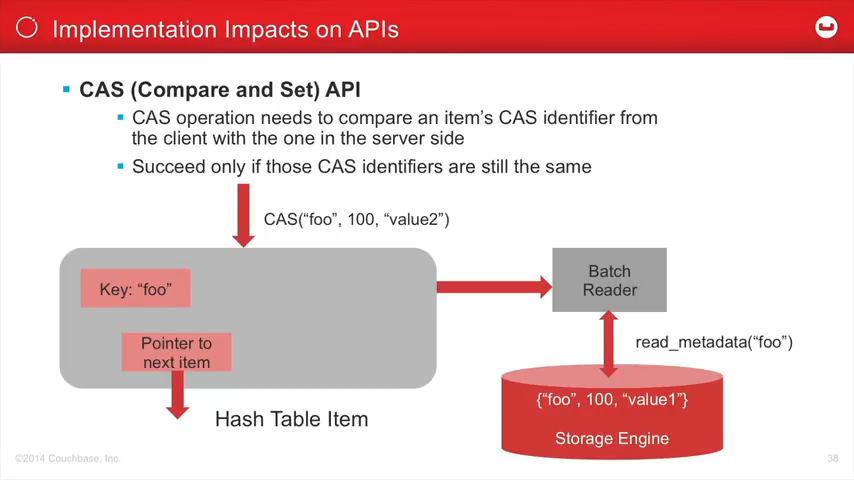 Implementation Impacts on APIs
CAS (Compare and Set) API
CAS operation needs to compare an item’s CAS identifier from
the client with the one in the server side
Succeed only if those CAS identifiers are still the same
CAS(“foo”, 100, “value2”)
Key: “foo”
Pointer to
next item
Hash Table Item
Batch
Reader
read_metadata(“foo”)
{“foo”, 100, “value1”}
Storage Engine
©2014 Couchbase, Inc.
38